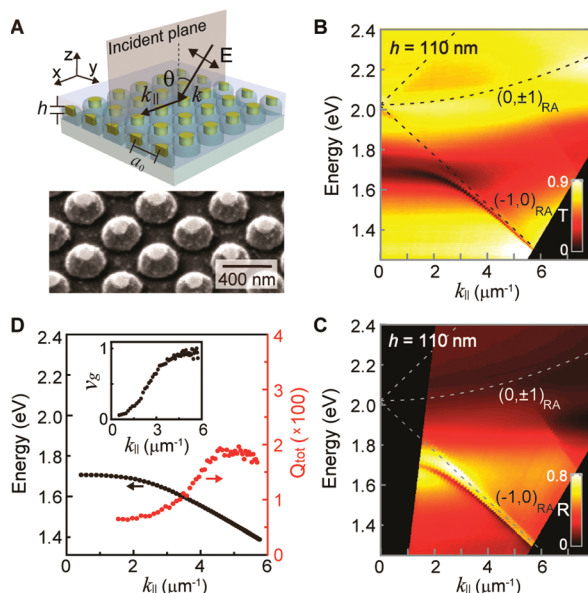 A
Incident plane
z
y
x
θ
E
k||
k
h
a₀
400 nm
B
2.4
2.2
2.0
1.8
1.6
1.4
Energy (eV)
h = 110 nm
(0,±1)RA
(-1,0)RA
0.9
T
0
0 2 4 6 8
k|| (μm⁻¹)
D
2.4
2.2
2.0
1.8
1.6
1.4
Energy (eV)
1
0
vg
0 3 6
k|| (μm⁻¹)
4
3
2
1
0
Qtot (×100)
0 2 4 6
k|| (μm⁻¹)
C
2.4
2.2
2.0
1.8
1.6
1.4
Energy (eV)
h = 110 nm
(0,±1)RA
(-1,0)RA
0.8
R
0
0 2 4 6 8
k|| (μm⁻¹)